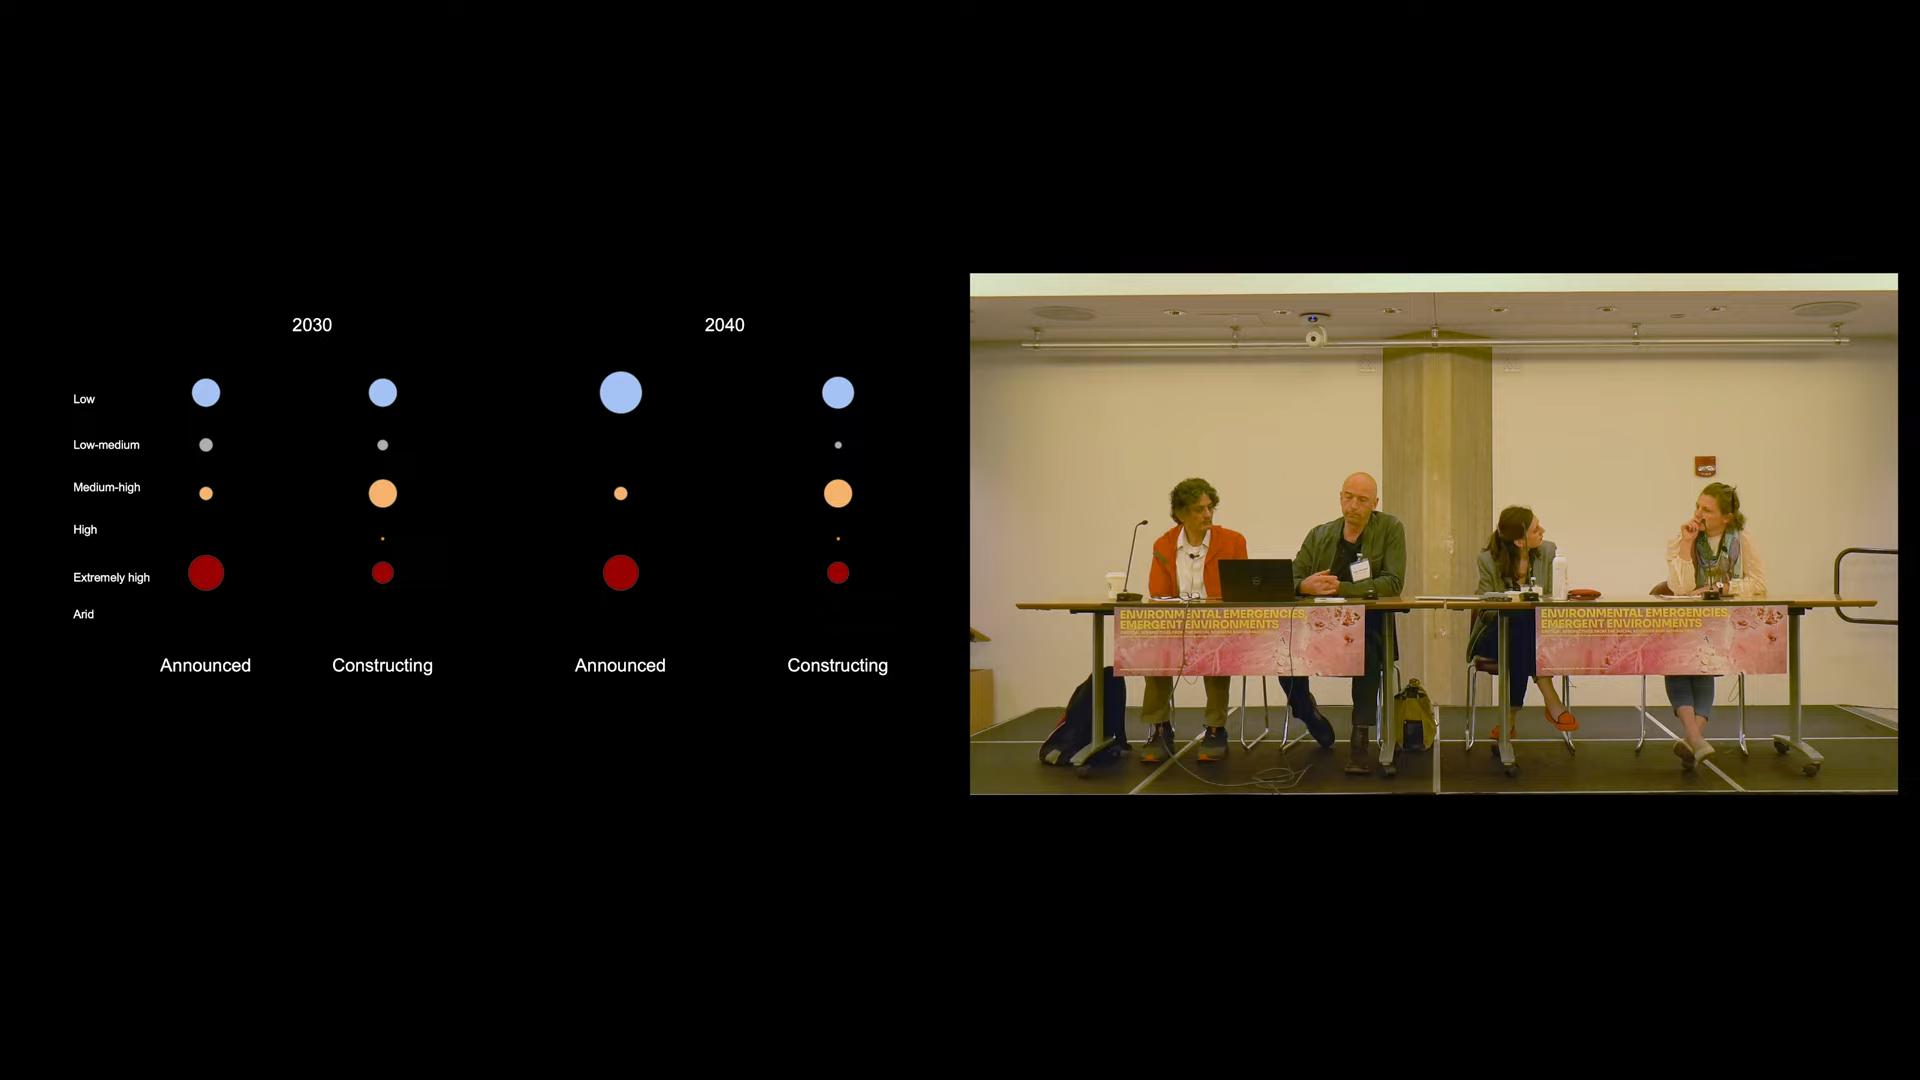 2030
2040
Low
Low-medium
Medium-high
High
Extremely high
Arid
Announced
Constructing
Announced
Constructing
ENVIRONMENTAL EMERGENCIES,
EMERGENT ENVIRONMENTS
ENVIRONMENTAL EMERGENCIES
EMERGENT ENVIRONMENTS